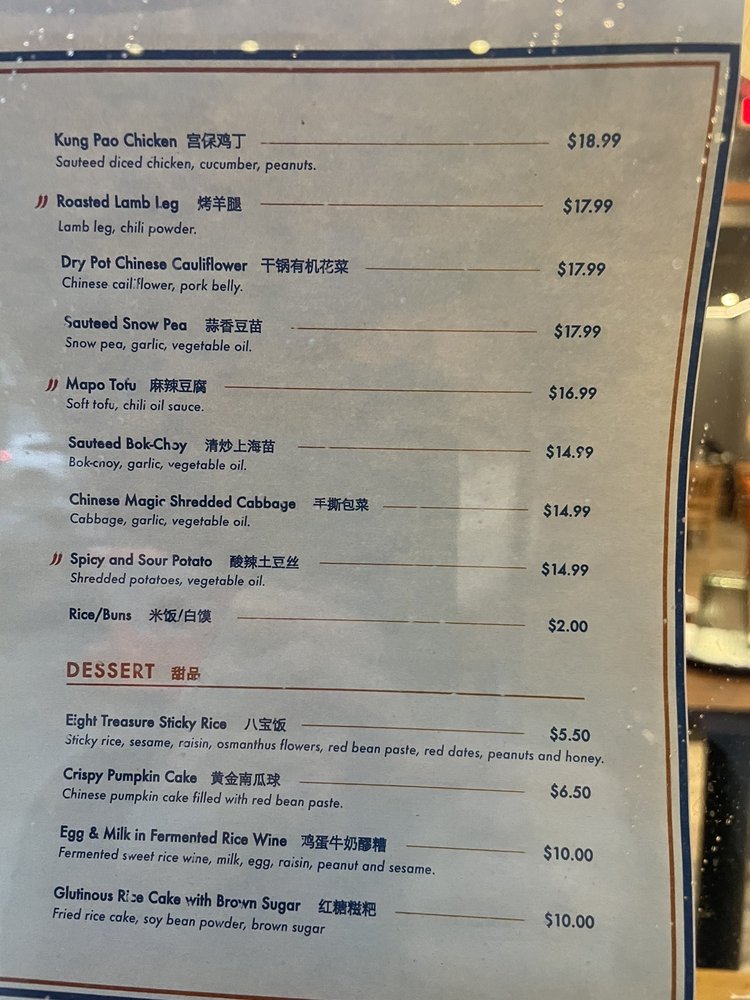 Kung Pao Chicken 宫保鸡丁 $18.99
Sauteed diced chicken, cucumber, peanuts.
Roasted Lamb Leg 烤羊腿 $17.99
Lamb leg, chili powder.
Dry Pot Chinese Cauliflower 干锅有机花菜 $17.99
Chinese cauliflower, pork belly.
Sauteed Snow Pea 蒜香豆苗 $17.99
Snow pea, garlic, vegetable oil.
Mapo Tofu 麻辣豆腐 $16.99
Soft tofu, chili oil sauce.
Sauteed Bok-Choy 清炒上海苗 $14.99
Bok-choy, garlic, vegetable oil.
Chinese Magic Shredded Cabbage 手撕包菜 $14.99
Cabbage, garlic, vegetable oil.
Spicy and Sour Potato 酸辣土豆丝 $14.99
Shredded potatoes, vegetable oil.
Rice/Buns 米饭/白馍 $2.00
DESSERT 甜品
Eight Treasure Sticky Rice 八宝饭 $5.50
Sticky rice, sesame, raisin, osmanthus flowers, red bean paste, red dates, peanuts and honey.
Crispy Pumpkin Cake 黄金南瓜球 $6.50
Chinese pumpkin cake filled with red bean paste.
Egg & Milk in Fermented Rice Wine 鸡蛋牛奶醪糟 $10.00
Fermented sweet rice wine, milk, egg, raisin, peanut and sesame.
Glutinous Rice Cake with Brown Sugar 红糖糍粑 $10.00
Fried rice cake, soy bean powder, brown sugar